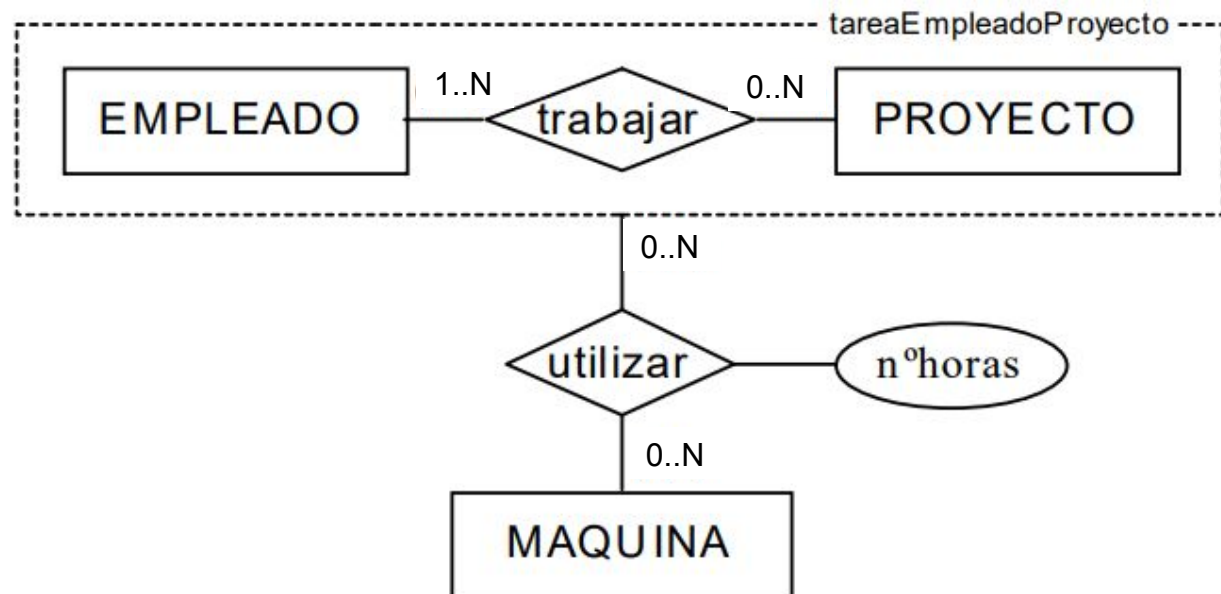 tareaEmpleadoProyecto
EMPLEADO
1..N
trabajar
0..N
PROYECTO
0..N
utilizar
nºhoras
0..N
MAQUINA